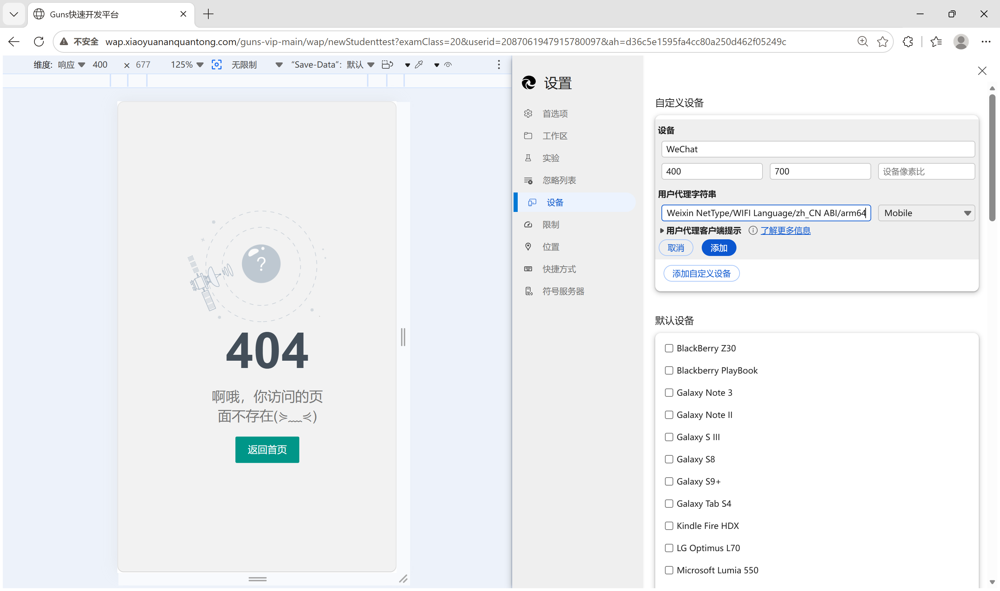 Guns快速开发平台
不安全 wap.xiaoyuananquantong.com/guns-vip-main/wap/newStudenttest?examClass=20&userid=2087061947915780097&ah=d36c5e1595fa4cc80a250d462f05249c
维度: 响应 400 × 677 125% 无限制 “Save-Data”: 默认
404
啊哦，你访问的页
面不存在(≽﹏≼)
返回首页
设置
首选项
工作区
实验
忽略列表
设备
限制
位置
快捷方式
符号服务器
自定义设备
设备
WeChat
400 700 设备像素比
用户代理字符串
Weixin NetType/WIFI Language/zh_CN ABI/arm64 Mobile
用户代理客户端提示 了解更多信息
取消 添加
添加自定义设备
默认设备
BlackBerry Z30
Blackberry PlayBook
Galaxy Note 3
Galaxy Note II
Galaxy S III
Galaxy S8
Galaxy S9+
Galaxy Tab S4
Kindle Fire HDX
LG Optimus L70
Microsoft Lumia 550